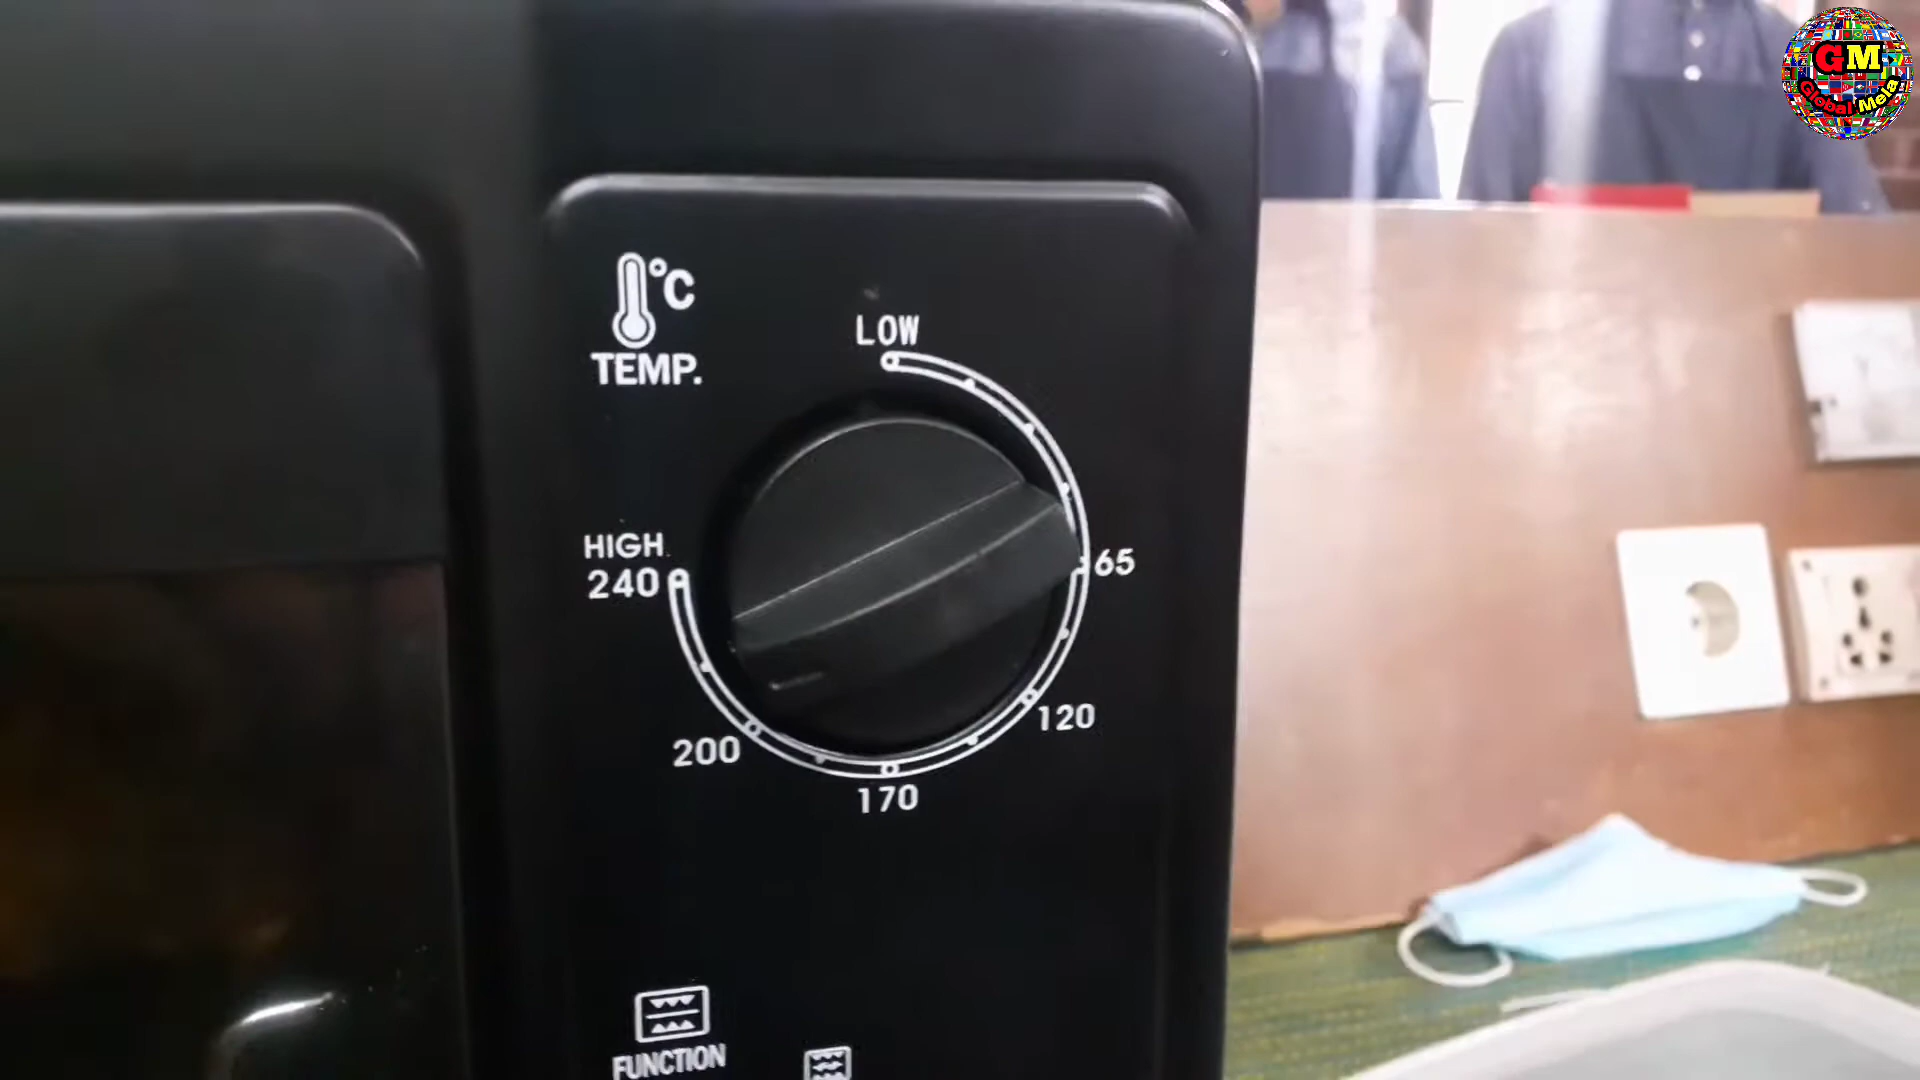 GM
Global Mela
°C
TEMP.
LOW
HIGH
240
65
120
200
170
FUNCTION